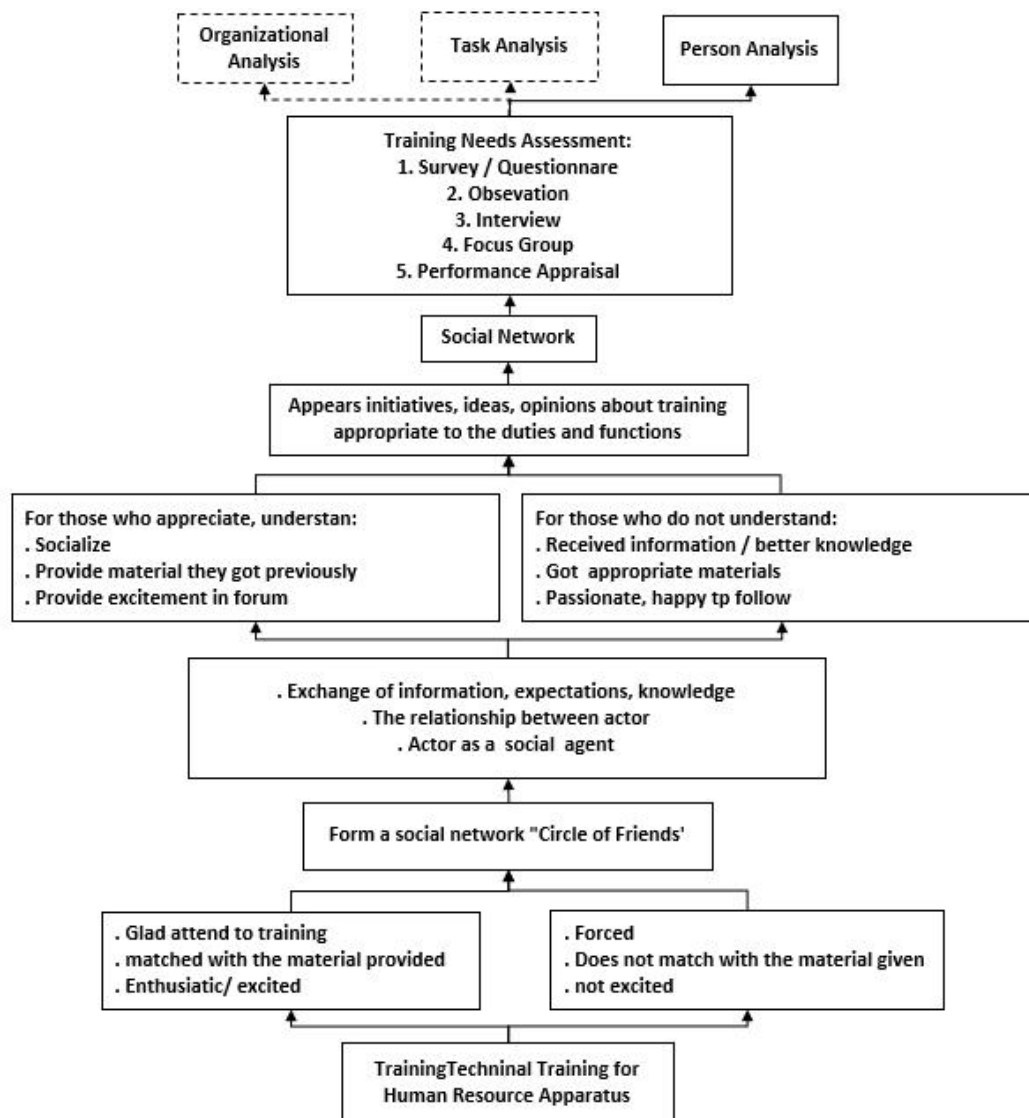 Organizational
Analysis
Task Analysis
Person Analysis
Training Needs Assessment:
1. Survey / Questionnare
2. Obsevation
3. Interview
4. Focus Group
5. Performance Appraisal
Social Network
Appears initiatives, ideas, opinions about training
appropriate to the duties and functions
For those who appreciate, understan:
. Socialize
. Provide material they got previously
. Provide excitement in forum
For those who do not understand:
. Received information / better knowledge
. Got appropriate materials
. Passionate, happy tp follow
. Exchange of information, expectations, knowledge
. The relationship between actor
. Actor as a social agent
Form a social network "Circle of Friends'
. Glad attend to training
. matched with the material provided
. Enthusiatic/ excited
. Forced
. Does not match with the material given
. not excited
TrainingTechninal Training for
Human Resource Apparatus